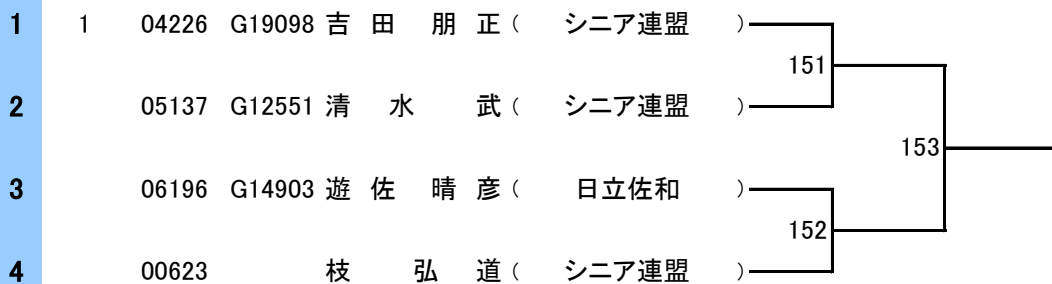 1 1 04226 G19098 吉田 朋正 ( シニア連盟 )
151
2 05137 G12551 清水 武 ( シニア連盟 )
153
3 06196 G14903 遊佐 晴彦 ( 日立佐和 )
152
4 00623 枝 弘道 ( シニア連盟 )